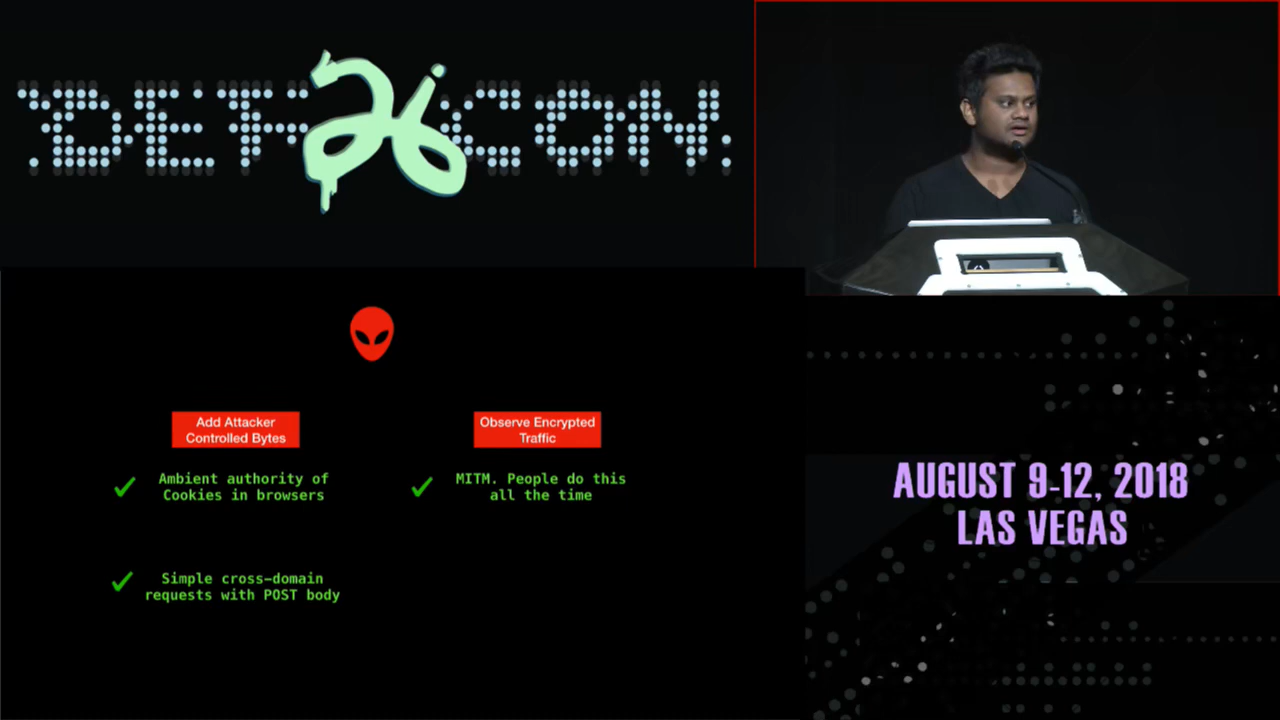 DEF 26 CON
Add Attacker
Controlled Bytes
Observe Encrypted
Traffic
Ambient authority of
Cookies in browsers
MITM. People do this
all the time
Simple cross-domain
requests with POST body
AUGUST 9-12, 2018
LAS VEGAS